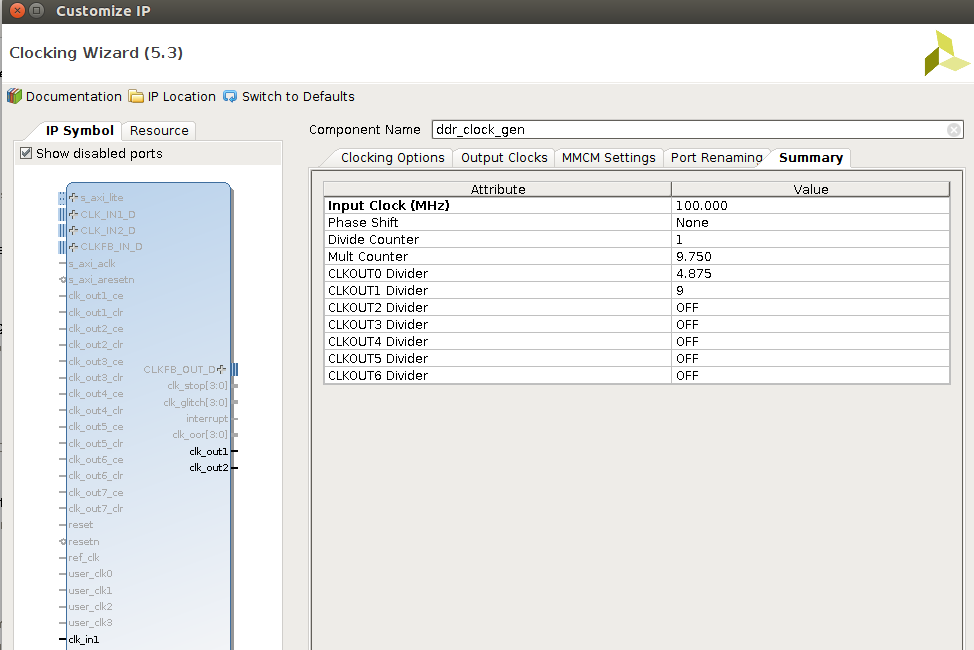 Customize IP
Clocking Wizard (5.3)
Documentation IP Location Switch to Defaults
IP Symbol Resource
Show disabled ports
s_axi_lite
CLK_IN1_D
CLK_IN2_D
CLKFB_IN_D
s_axi_aclk
s_axi_aresetn
clk_out1_ce
clk_out1_clr
clk_out2_ce
clk_out2_clr
clk_out3_ce
clk_out3_clr
clk_out4_ce
clk_out4_clr
clk_out5_ce
clk_out5_clr
clk_out6_ce
clk_out6_clr
clk_out7_ce
clk_out7_clr
reset
resetn
ref_clk
user_clk0
user_clk1
user_clk2
user_clk3
clk_in1
CLKFB_OUT_D
clk_stop[3:0]
clk_glitch[3:0]
interrupt
clk_oor[3:0]
clk_out1
clk_out2
Component Name ddr_clock_gen
Clocking Options Output Clocks MMCM Settings Port Renaming Summary
Attribute Value
Input Clock (MHz) 100.000
Phase Shift None
Divide Counter 1
Mult Counter 9.750
CLKOUT0 Divider 4.875
CLKOUT1 Divider 9
CLKOUT2 Divider OFF
CLKOUT3 Divider OFF
CLKOUT4 Divider OFF
CLKOUT5 Divider OFF
CLKOUT6 Divider OFF